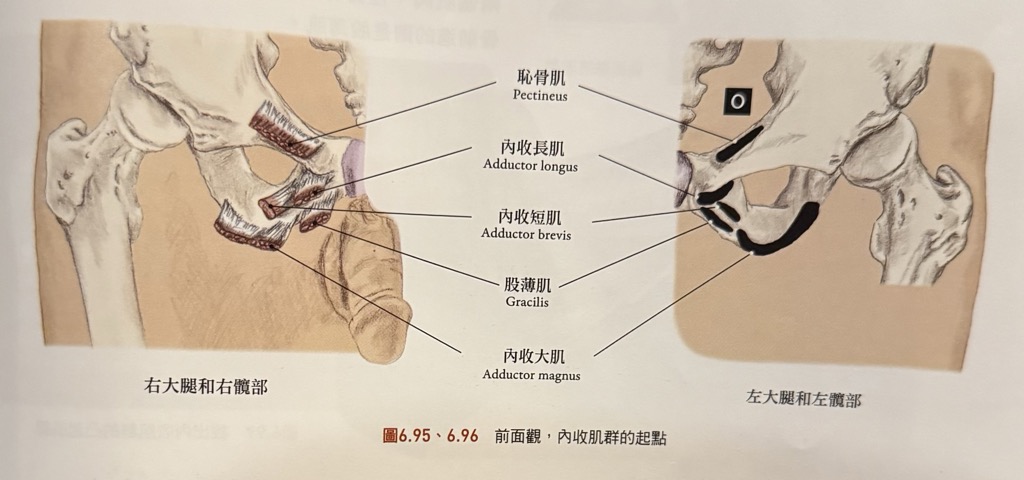 恥骨肌
Pectineus
O
內收長肌
Adductor longus
內收短肌
Adductor brevis
股薄肌
Gracilis
內收大肌
Adductor magnus
右大腿和右髖部
左大腿和左髖部
圖6.95、6.96 前面觀，內收肌群的起點